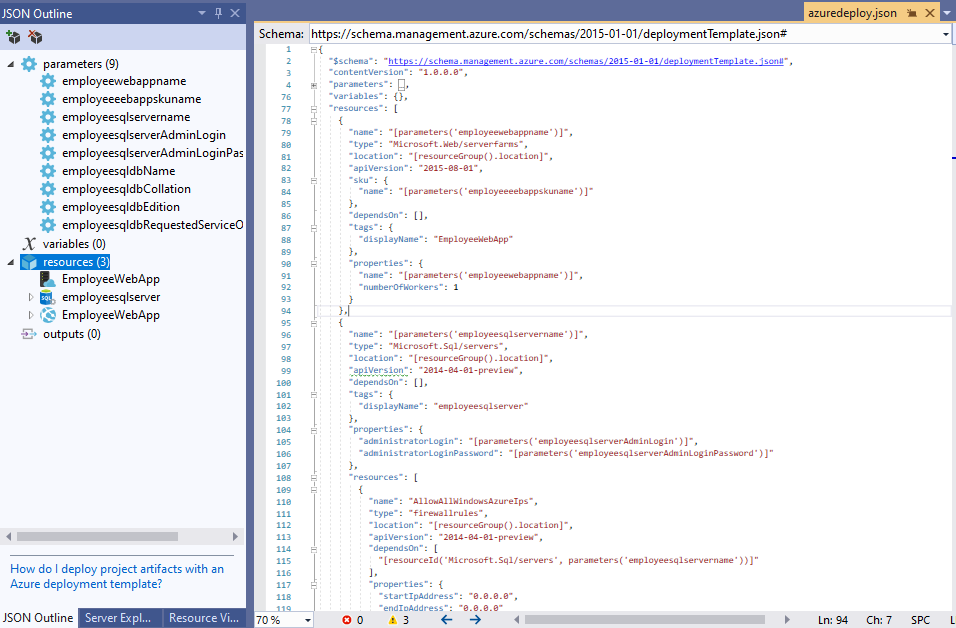 JSON Outline
parameters (9)
employeewebappname
employeeeebappskuname
employeesqlservername
employeesqlserverAdminLogin
employeesqlserverAdminLoginPas
employeesqldbName
employeesqldbCollation
employeesqldbEdition
employeesqldbRequestedServiceO
variables (0)
resources (3)
EmployeeWebApp
employeesqlserver
EmployeeWebApp
outputs (0)
How do I deploy project artifacts with an
Azure deployment template?
JSON Outline Server Expl... Resource Vi...
azuredeploy.json
Schema: https://schema.management.azure.com/schemas/2015-01-01/deploymentTemplate.json#
1 {
2 "$schema": "https://schema.management.azure.com/schemas/2015-01-01/deploymentTemplate.json#",
3 "contentVersion": "1.0.0.0",
4 "parameters": {…},
76 "variables": {},
77 "resources": [
78 {
79 "name": "[parameters('employeewebappname')]",
80 "type": "Microsoft.Web/serverfarms",
81 "location": "[resourceGroup().location]",
82 "apiVersion": "2015-08-01",
83 "sku": {
84 "name": "[parameters('employeeeebappskuname')]"
85 },
86 "dependsOn": [],
87 "tags": {
88 "displayName": "EmployeeWebApp"
89 },
90 "properties": {
91 "name": "[parameters('employeewebappname')]",
92 "numberOfWorkers": 1
93 }
94 },
95 {
96 "name": "[parameters('employeesqlservername')]",
97 "type": "Microsoft.Sql/servers",
98 "location": "[resourceGroup().location]",
99 "apiVersion": "2014-04-01-preview",
100 "dependsOn": [],
101 "tags": {
102 "displayName": "employeesqlserver"
103 },
104 "properties": {
105 "administratorLogin": "[parameters('employeesqlserverAdminLogin')]",
106 "administratorLoginPassword": "[parameters('employeesqlserverAdminLoginPassword')]"
107 },
108 "resources": [
109 {
110 "name": "AllowAllWindowsAzureIps",
111 "type": "firewallrules",
112 "location": "[resourceGroup().location]",
113 "apiVersion": "2014-04-01-preview",
114 "dependsOn": [
115 "[resourceId('Microsoft.Sql/servers', parameters('employeesqlservername'))]"
116 ],
117 "properties": {
118 "startIpAddress": "0.0.0.0",
119 "endIpAddress": "0.0.0.0"
70 % 0 3 Ln: 94 Ch: 7 SPC